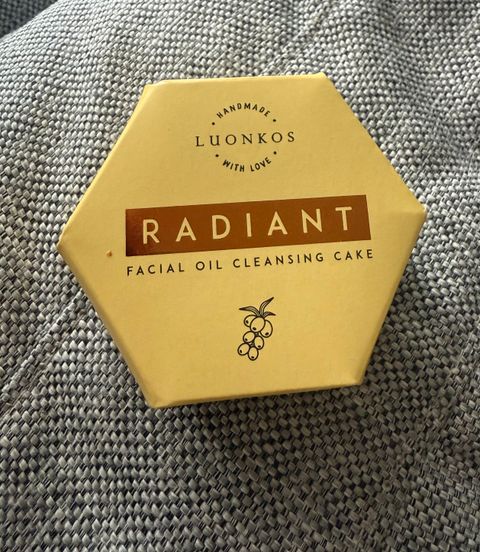 • HANDMADE •
LUONKOS
• WITH LOVE •
RADIANT
FACIAL OIL CLEANSING CAKE